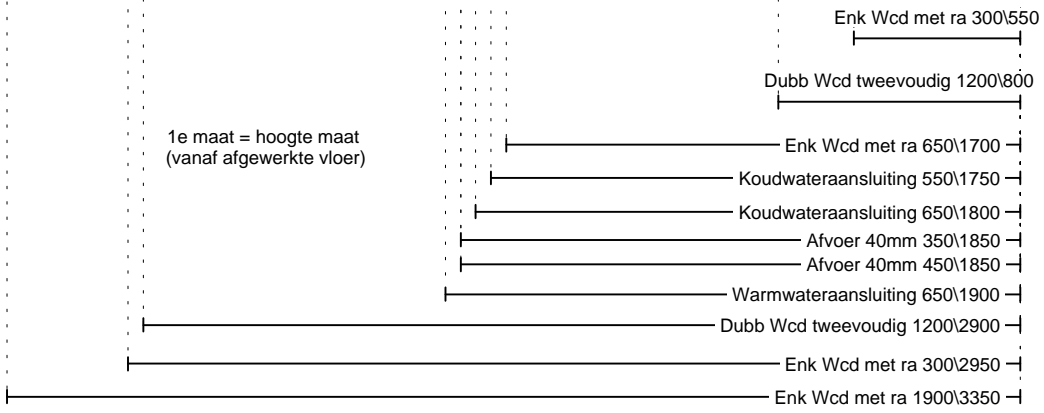 Enk Wcd met ra 300\550
Dubb Wcd tweevoudig 1200\800
1e maat = hoogte maat
(vanaf afgewerkte vloer)
Enk Wcd met ra 650\1700
Koudwateraansluiting 550\1750
Koudwateraansluiting 650\1800
Afvoer 40mm 350\1850
Afvoer 40mm 450\1850
Warmwateraansluiting 650\1900
Dubb Wcd tweevoudig 1200\2900
Enk Wcd met ra 300\2950
Enk Wcd met ra 1900\3350